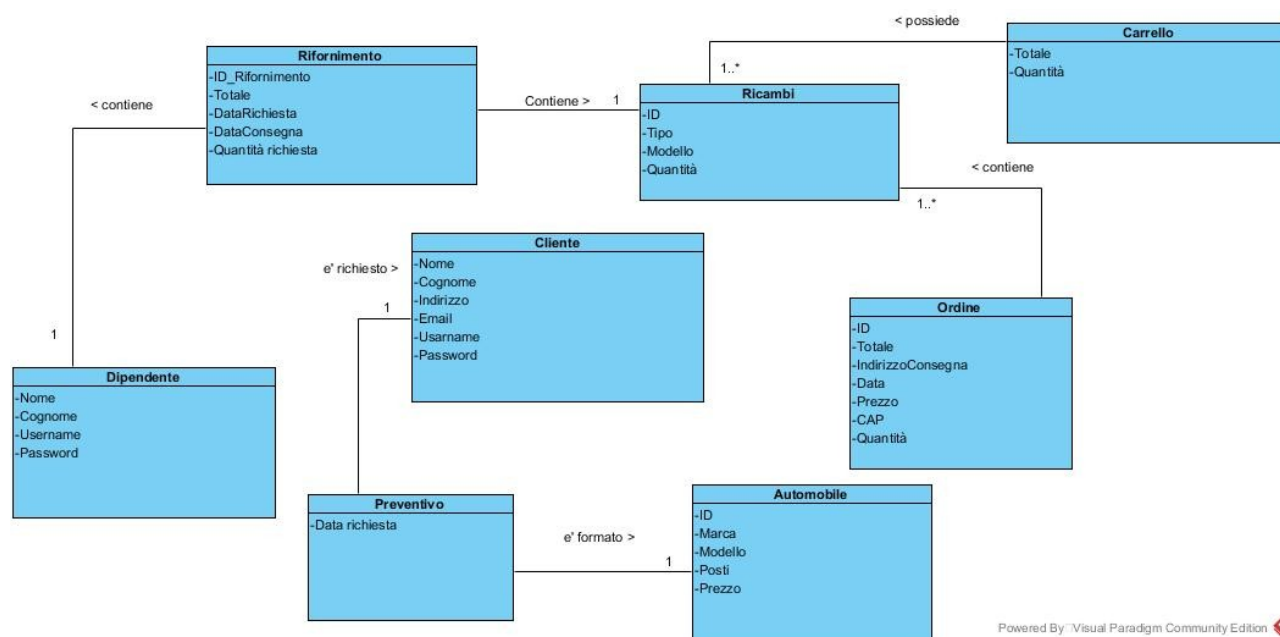 < possiede
Carrello
-Totale
-Quantità
Rifornimento
-ID_Rifornimento
-Totale
-DataRichiesta
-DataConsegna
-Quantità richiesta
< contiene
Contiene >
1
1..*
Ricambi
-ID
-Tipo
-Modello
-Quantità
< contiene
1..*
Cliente
-Nome
-Cognome
-Indirizzo
-Email
-Usarname
-Password
e' richiesto >
1
Ordine
-ID
-Totale
-IndirizzoConsegna
-Data
-Prezzo
-CAP
-Quantità
1
Dipendente
-Nome
-Cognome
-Username
-Password
Preventivo
-Data richiesta
e' formato >
1
Automobile
-ID
-Marca
-Modello
-Posti
-Prezzo
Powered By Visual Paradigm Community Edition